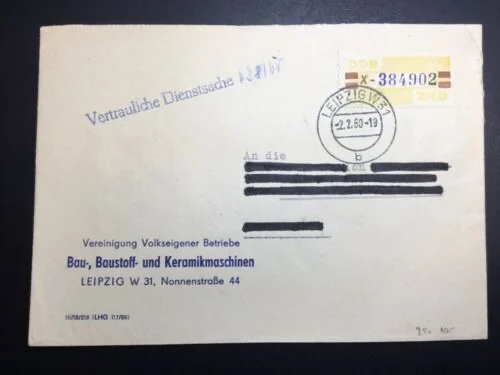 DDR
X-384902
ZKD
Vertrauliche Dienstsache
LEIPZIG W 31
-2.2.60-19
b
An die
Vereinigung Volkseigener Betriebe
Bau-, Baustoff- und Keramikmaschinen
LEIPZIG W 31, Nonnenstraße 44